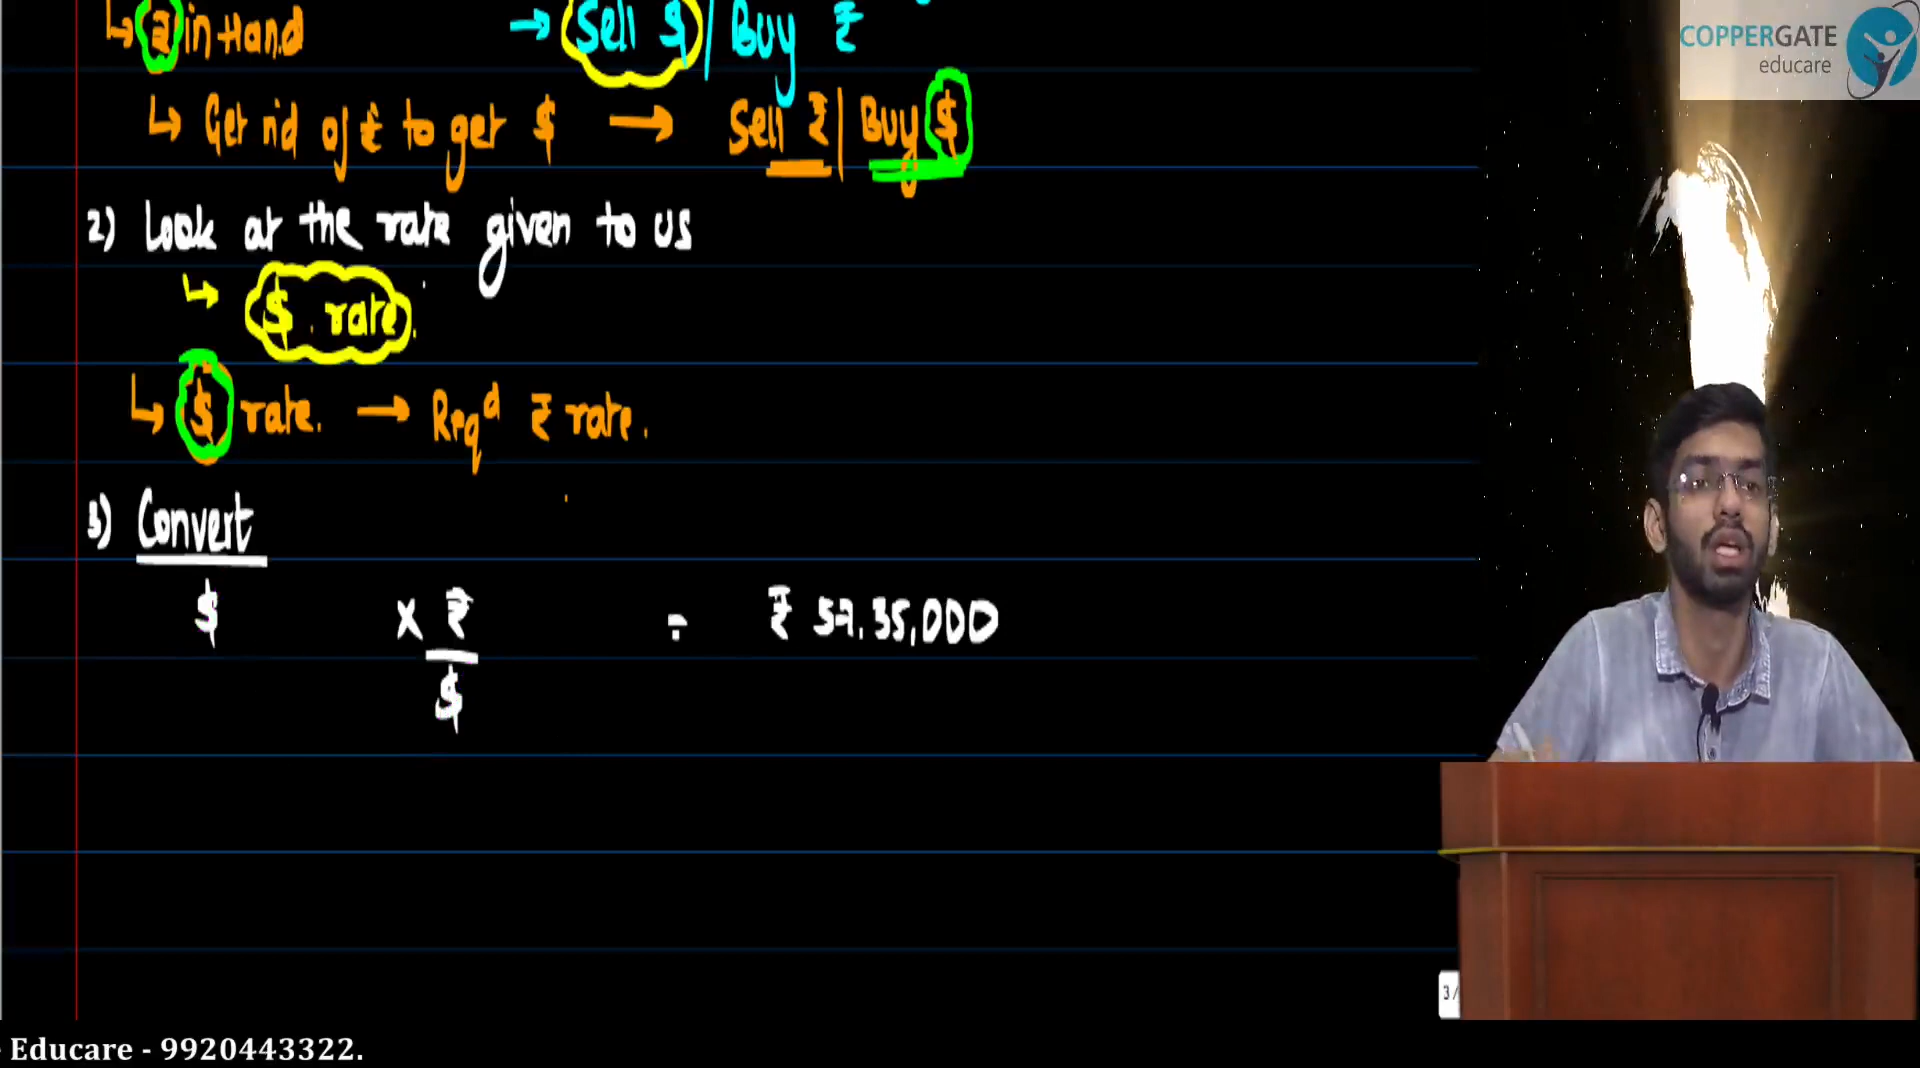 ↳ ₹ in Hand → Sell $ | Buy ₹
↳ Get rid of ₹ to get $ → Sell ₹ | Buy $
2) Look at the rate given to us
↳ $ rate.
↳ $ rate. → Reqd ₹ rate.
3) Convert
$ × ₹/$ = ₹ 57,35,000
COPPERGATE
educare
3/
Educare - 9920443322.